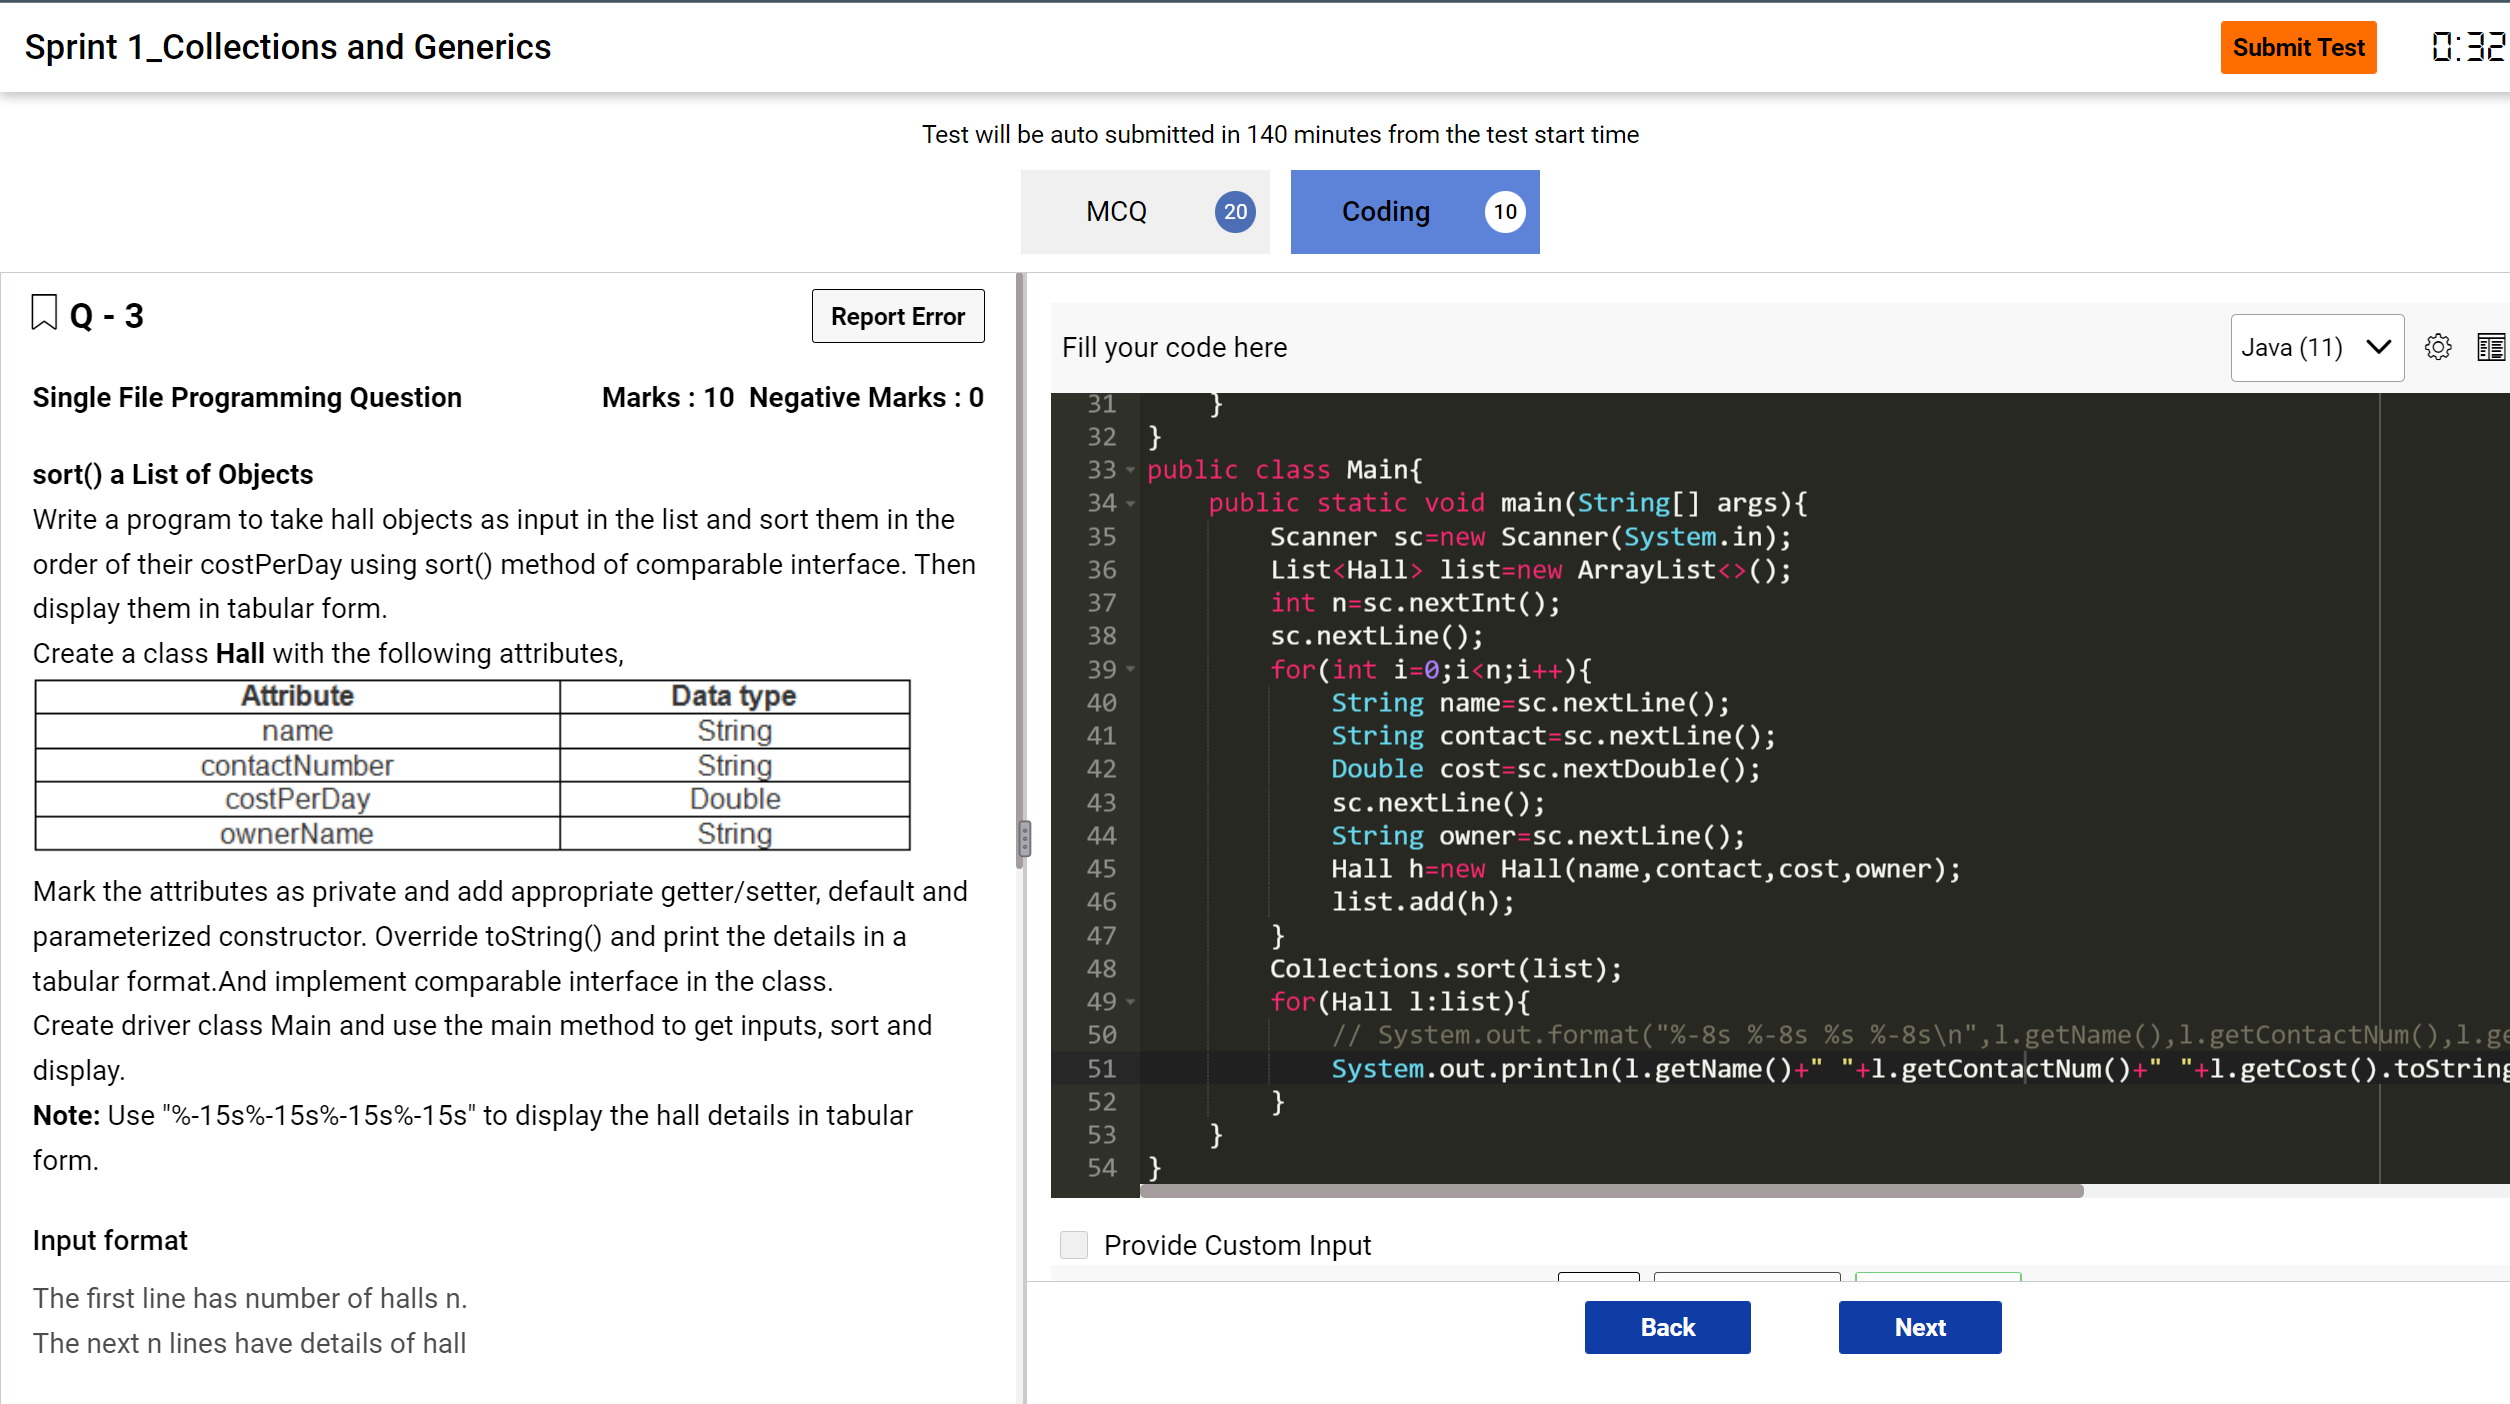 Sprint 1_Collections and Generics
Submit Test
0:32
Test will be auto submitted in 140 minutes from the test start time
MCQ 20
Coding 10
Q - 3
Report Error
Single File Programming Question
Marks : 10 Negative Marks : 0
sort() a List of Objects
Write a program to take hall objects as input in the list and sort them in the
order of their costPerDay using sort() method of comparable interface. Then
display them in tabular form.
Create a class Hall with the following attributes,
Attribute Data type
name String
contactNumber String
costPerDay Double
ownerName String
Mark the attributes as private and add appropriate getter/setter, default and
parameterized constructor. Override toString() and print the details in a
tabular format.And implement comparable interface in the class.
Create driver class Main and use the main method to get inputs, sort and
display.
Note: Use "%-15s%-15s%-15s%-15s" to display the hall details in tabular
form.
Input format
The first line has number of halls n.
The next n lines have details of hall
Fill your code here
Java (11)
31 }
32 }
33 public class Main{
34 public static void main(String[] args){
35 Scanner sc=new Scanner(System.in);
36 List<Hall> list=new ArrayList<>();
37 int n=sc.nextInt();
38 sc.nextLine();
39 for(int i=0;i<n;i++){
40 String name=sc.nextLine();
41 String contact=sc.nextLine();
42 Double cost=sc.nextDouble();
43 sc.nextLine();
44 String owner=sc.nextLine();
45 Hall h=new Hall(name,contact,cost,owner);
46 list.add(h);
47 }
48 Collections.sort(list);
49 for(Hall l:list){
50 // System.out.format("%-8s %-8s %s %-8s\n",l.getName(),l.getContactNum(),l.ge
51 System.out.println(l.getName()+" "+l.getContactNum()+" "+l.getCost().toString
52 }
53 }
54 }
Provide Custom Input
Back
Next